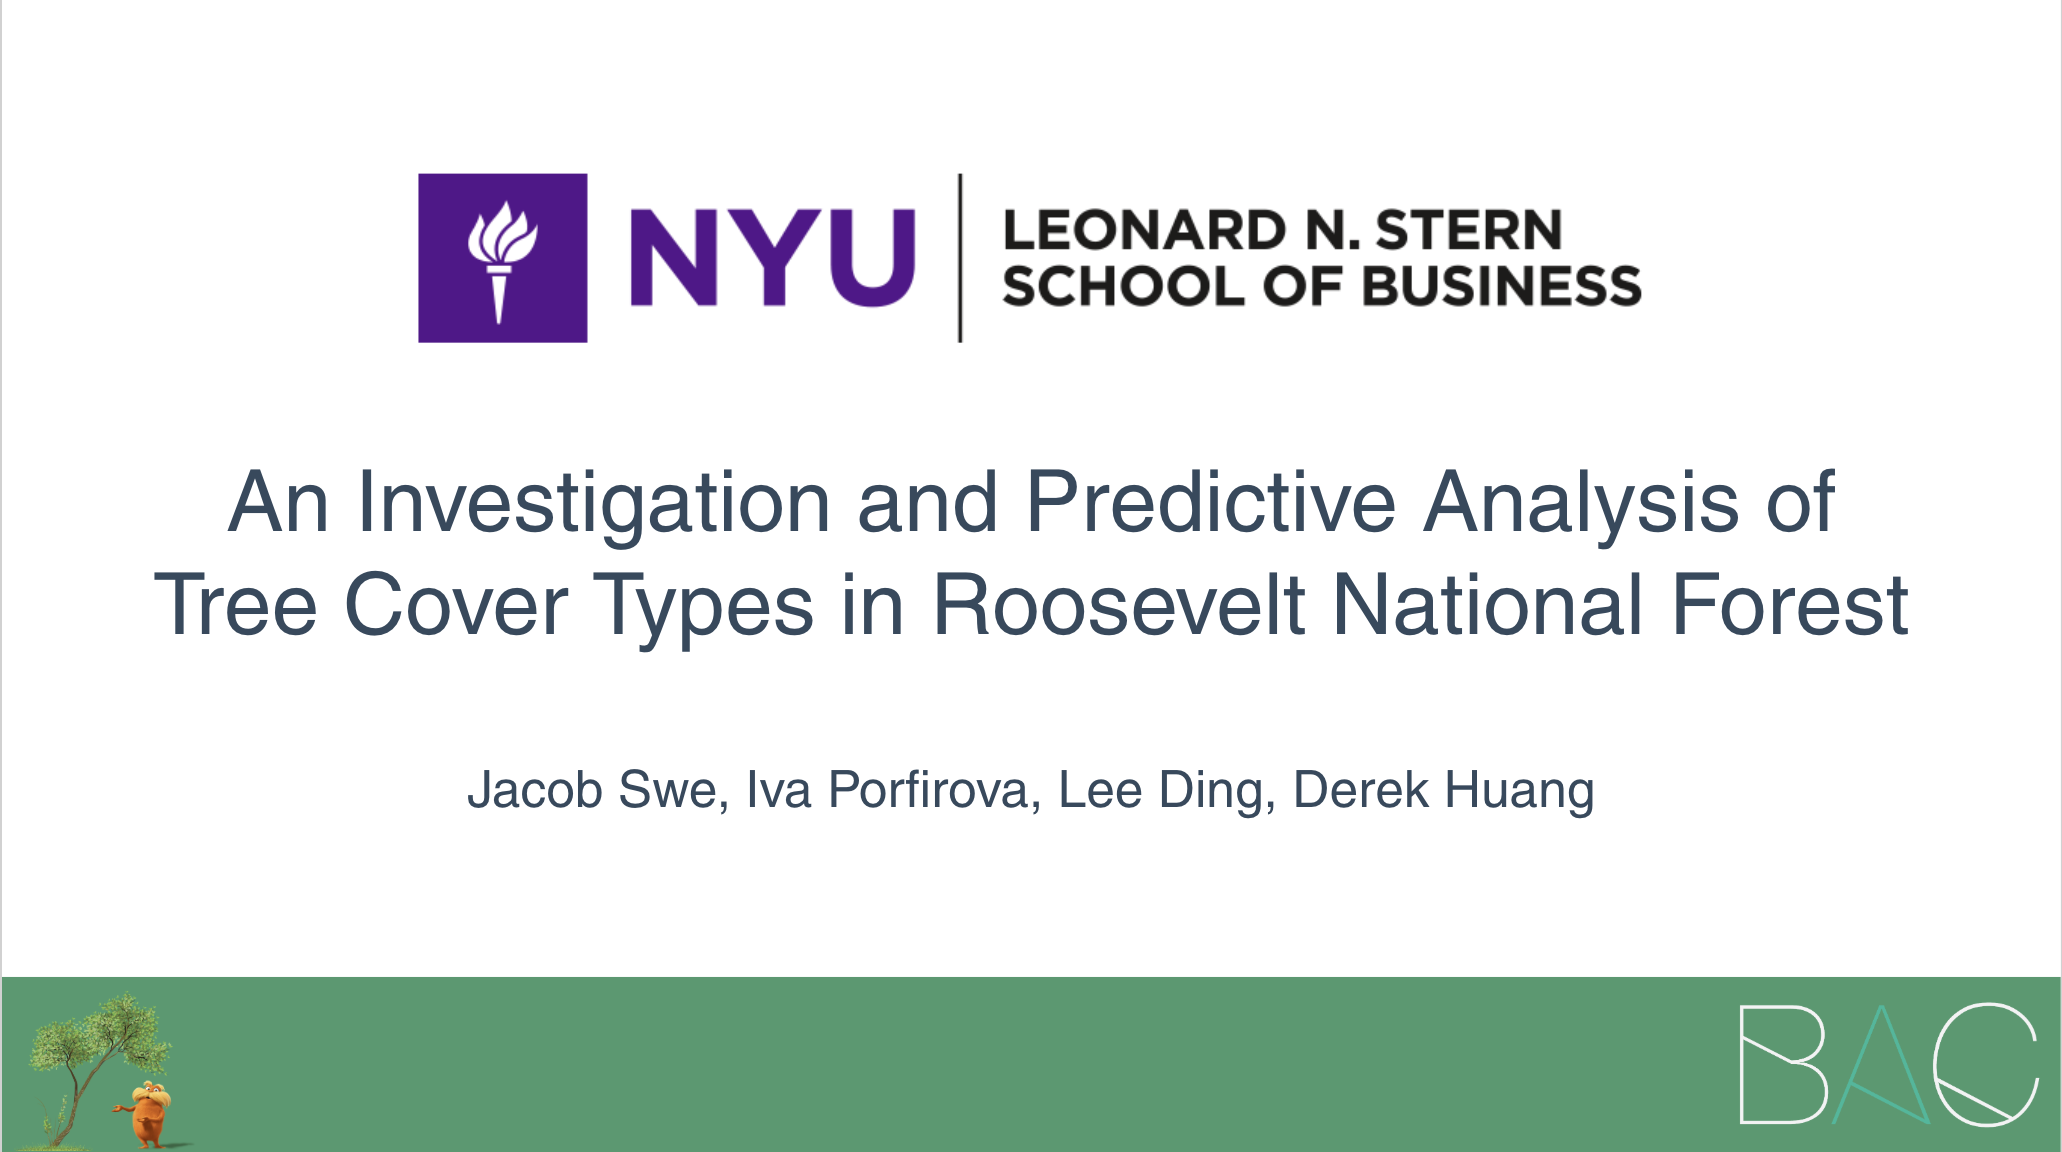 NYU
LEONARD N. STERN
SCHOOL OF BUSINESS
An Investigation and Predictive Analysis of
Tree Cover Types in Roosevelt National Forest
Jacob Swe, Iva Porfirova, Lee Ding, Derek Huang
BAC